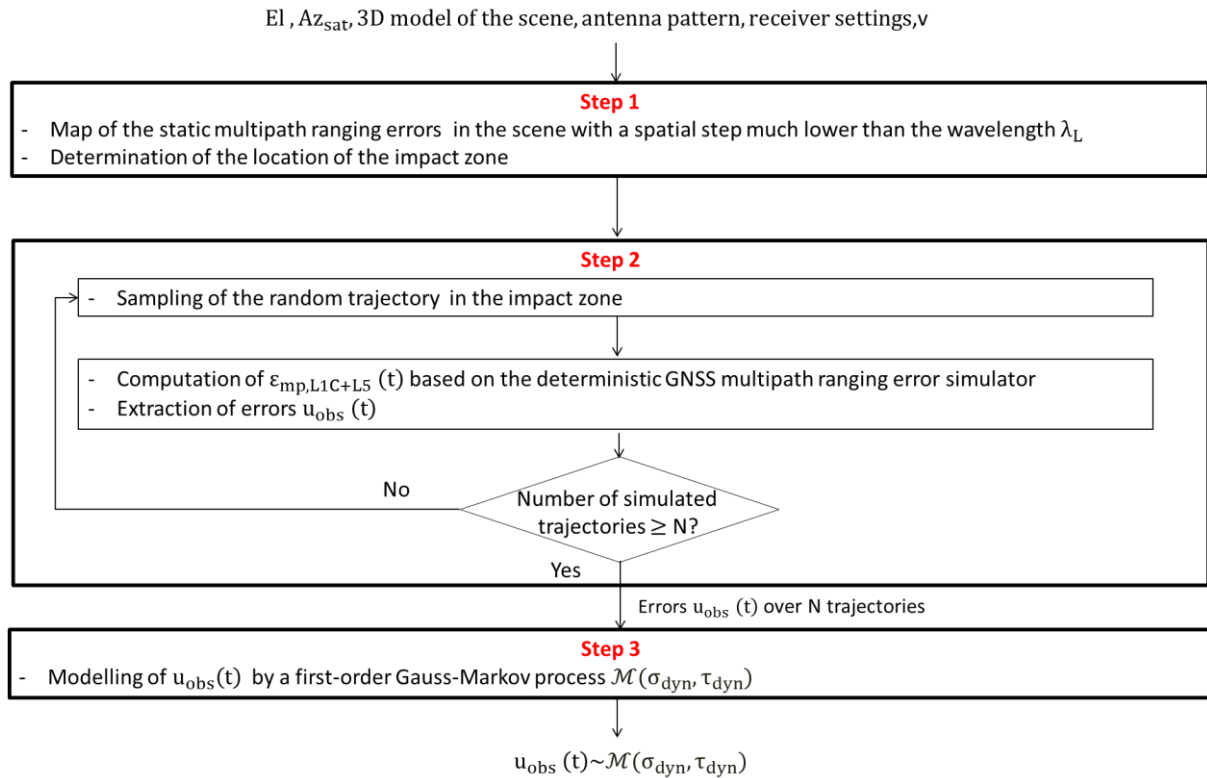 El , Az_sat, 3D model of the scene, antenna pattern, receiver settings,v
Step 1
- Map of the static multipath ranging errors in the scene with a spatial step much lower than the wavelength λ_L
- Determination of the location of the impact zone
Step 2
- Sampling of the random trajectory in the impact zone
- Computation of ε_mp,L1C+L5 (t) based on the deterministic GNSS multipath ranging error simulator
- Extraction of errors u_obs (t)
No
Number of simulated
trajectories ≥ N?
Yes
Errors u_obs (t) over N trajectories
Step 3
- Modelling of u_obs(t) by a first-order Gauss-Markov process ℳ(σ_dyn, τ_dyn)
u_obs (t)~ℳ(σ_dyn, τ_dyn)